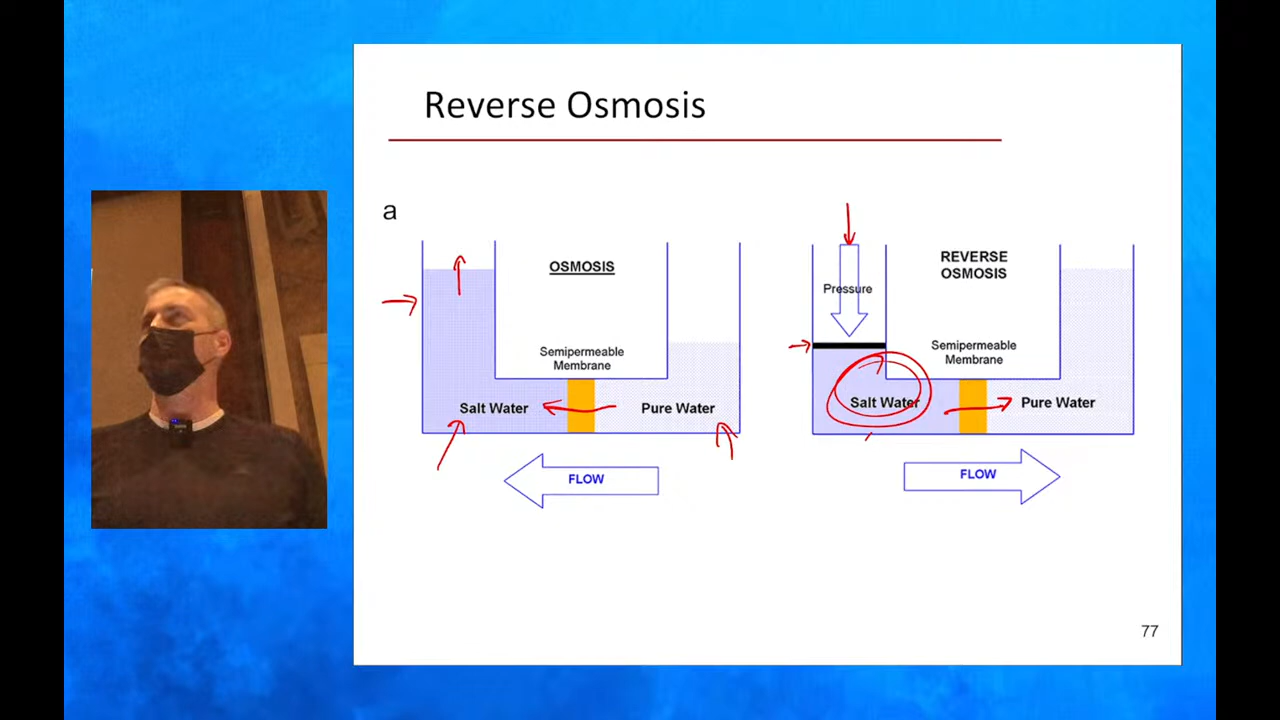 Reverse Osmosis
a
OSMOSIS
Semipermeable
Membrane
Salt Water
Pure Water
FLOW
Pressure
REVERSE
OSMOSIS
Semipermeable
Membrane
Salt Water
Pure Water
FLOW
77